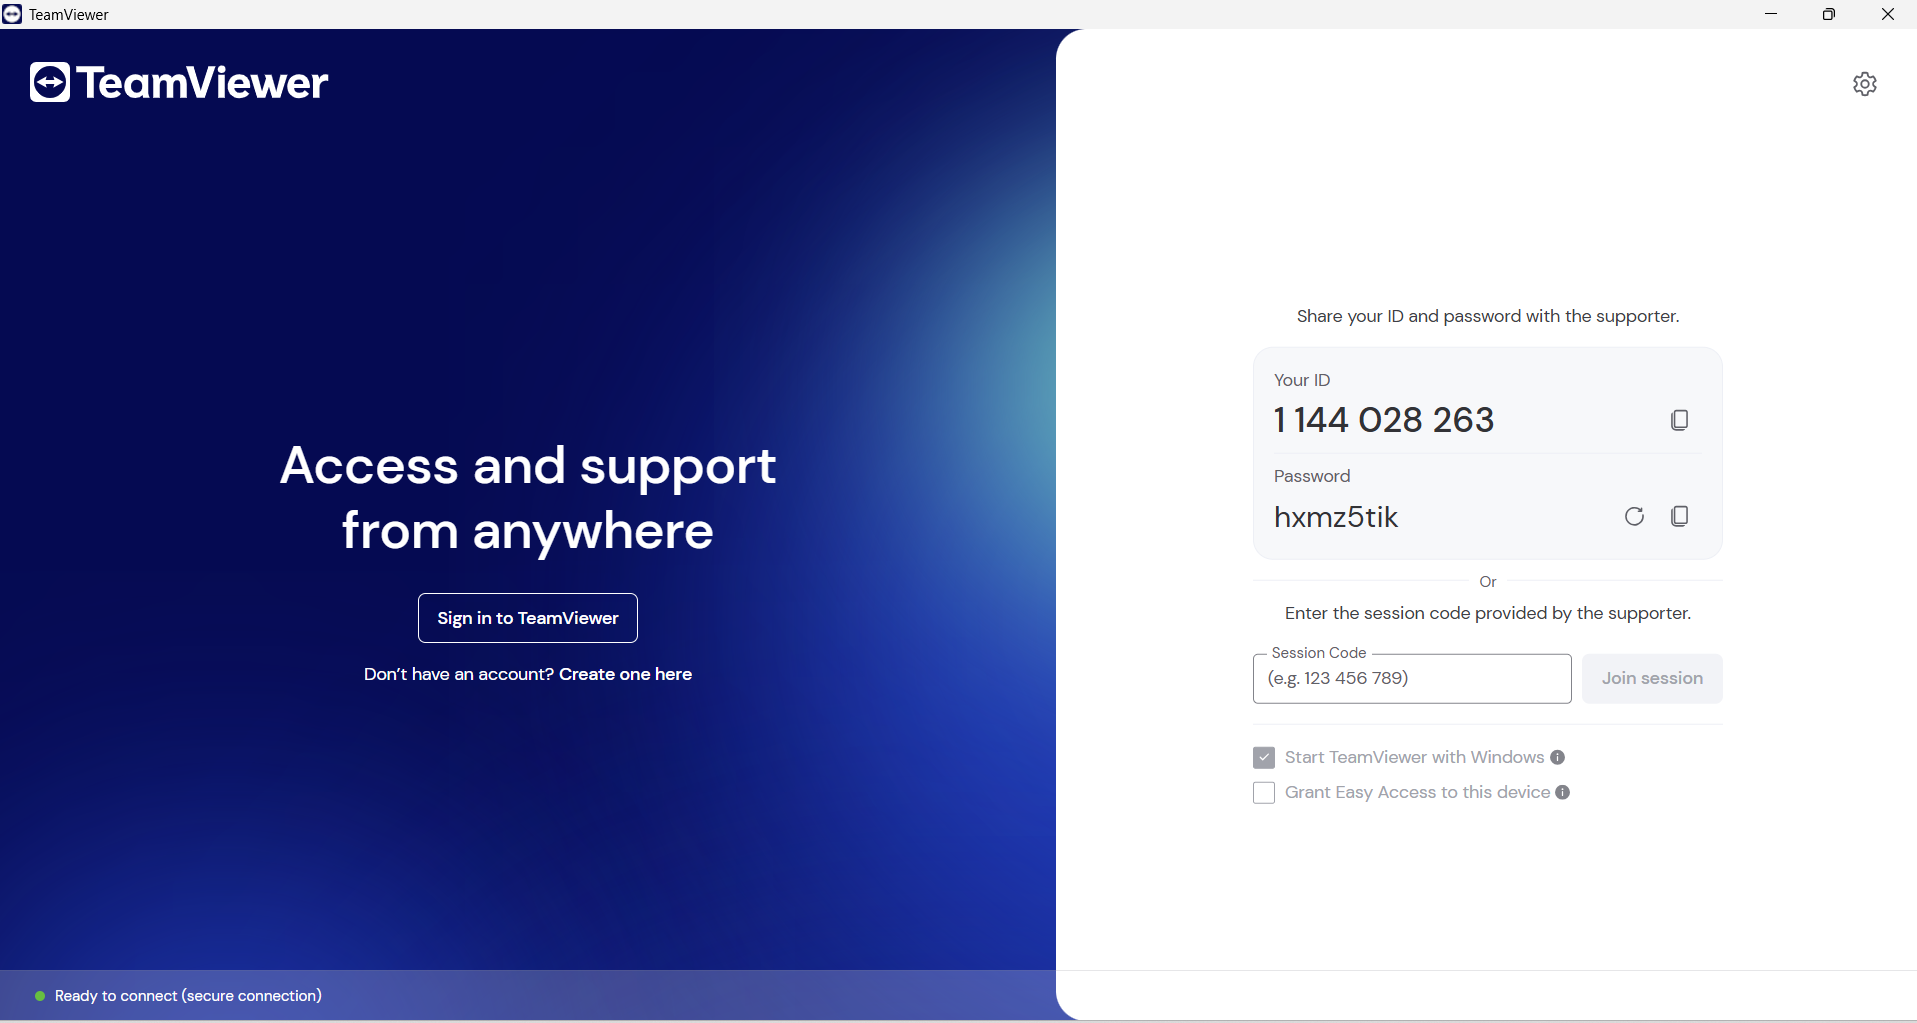 TeamViewer
TeamViewer
Access and support
from anywhere
Sign in to TeamViewer
Don't have an account? Create one here
Ready to connect (secure connection)
Share your ID and password with the supporter.
Your ID
1 144 028 263
Password
hxmz5tik
Or
Enter the session code provided by the supporter.
Session Code
(e.g. 123 456 789)
Join session
Start TeamViewer with Windows
Grant Easy Access to this device